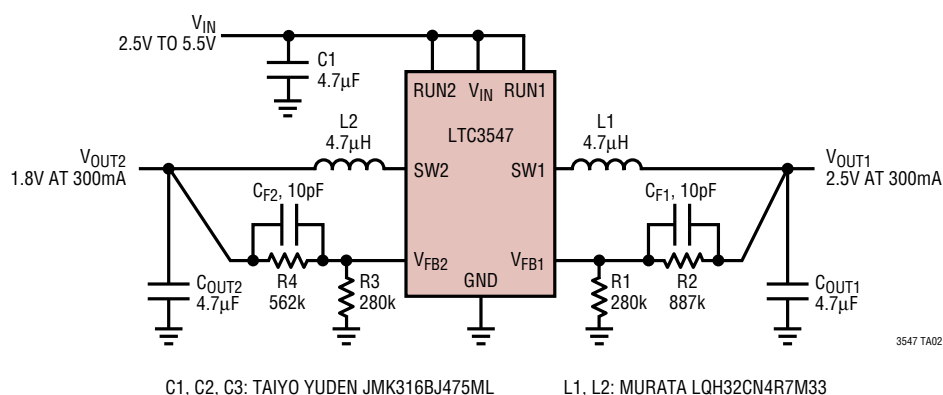 VIN
2.5V TO 5.5V
C1
4.7µF
RUN2 VIN RUN1
LTC3547
L2
4.7µH
L1
4.7µH
VOUT2
1.8V AT 300mA
SW2
SW1
VOUT1
2.5V AT 300mA
CF2, 10pF
CF1, 10pF
VFB2
VFB1
GND
COUT2
4.7µF
R4
562k
R3
280k
R1
280k
R2
887k
COUT1
4.7µF
3547 TA02
C1, C2, C3: TAIYO YUDEN JMK316BJ475ML
L1, L2: MURATA LQH32CN4R7M33